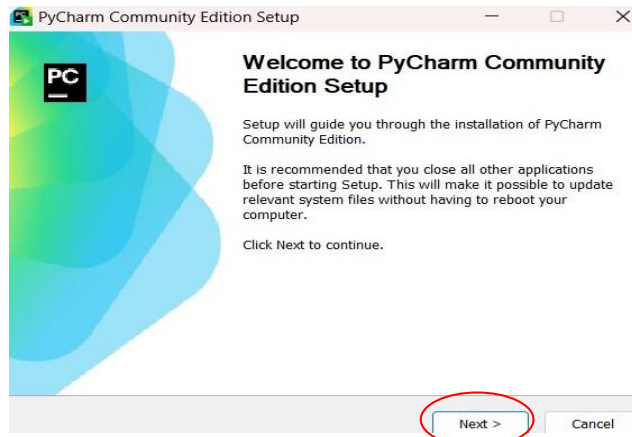 PyCharm Community Edition Setup
PC
Welcome to PyCharm Community
Edition Setup
Setup will guide you through the installation of PyCharm
Community Edition.
It is recommended that you close all other applications
before starting Setup. This will make it possible to update
relevant system files without having to reboot your
computer.
Click Next to continue.
Next >
Cancel